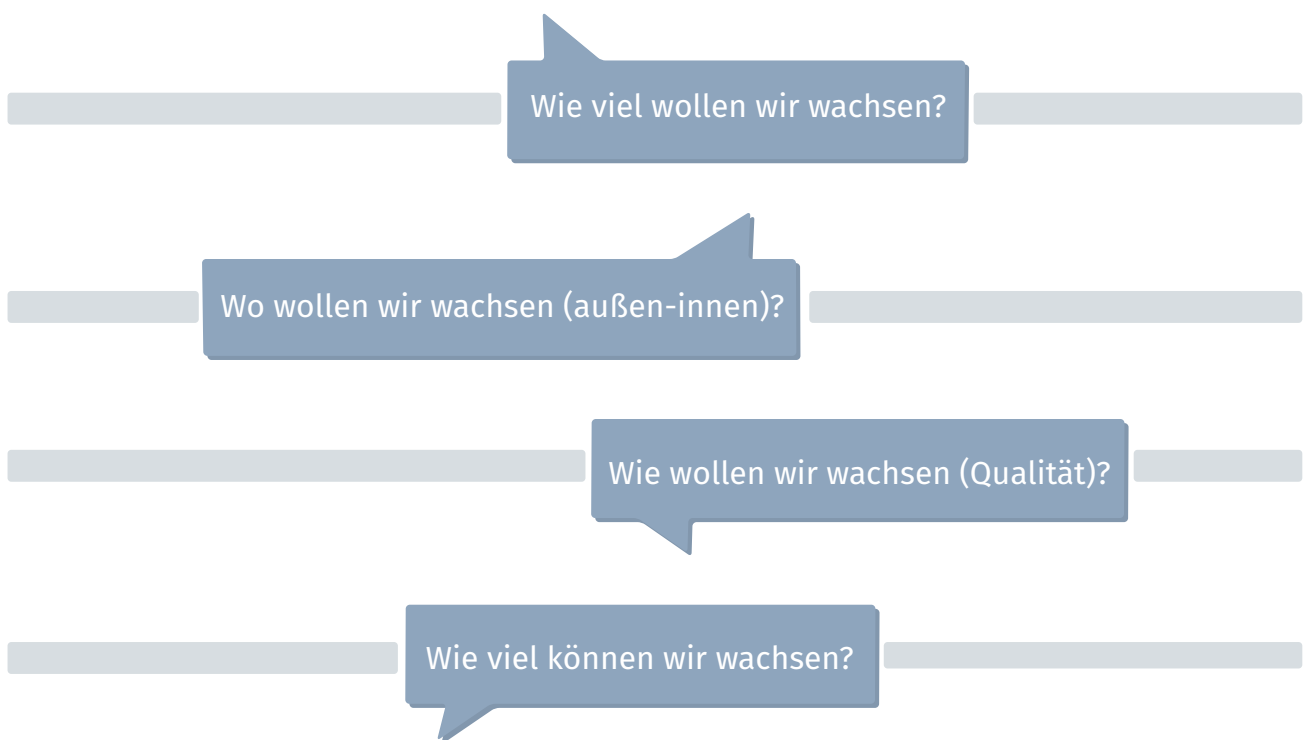 Wie viel wollen wir wachsen?
Wo wollen wir wachsen (außen-innen)?
Wie wollen wir wachsen (Qualität)?
Wie viel können wir wachsen?